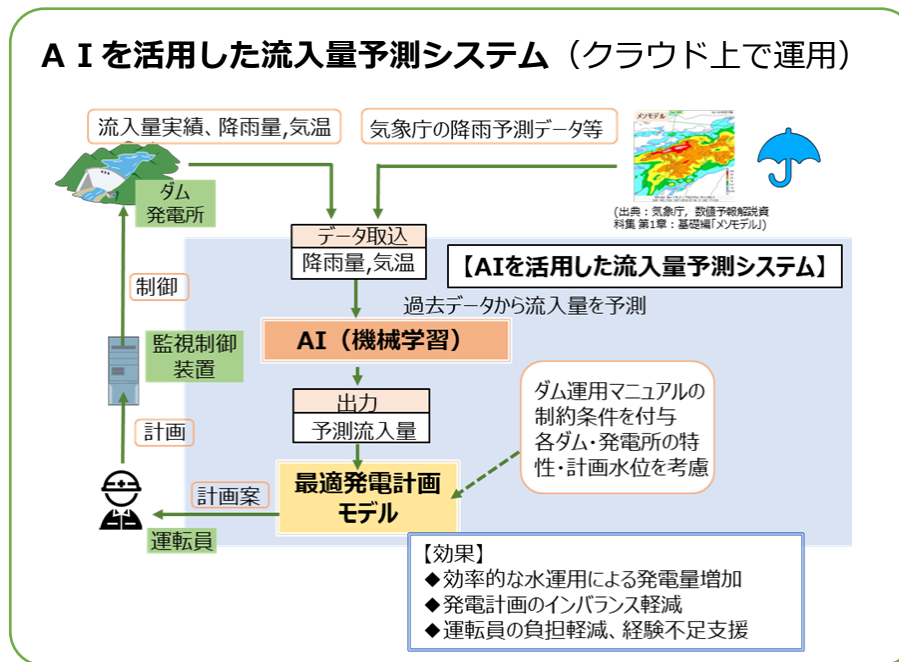 ＡＩを活用した流入量予測システム（クラウド上で運用）
流入量実績、降雨量,気温
気象庁の降雨予測データ等
メソモデル
(出典：気象庁，数値予報解説資
料集 第1章：基礎編「メソモデル」)
ダム
発電所
データ取込
降雨量,気温
【AIを活用した流入量予測システム】
制御
過去データから流入量を予測
AI（機械学習）
監視制御
装置
出力
予測流入量
ダム運用マニュアルの
制約条件を付与
各ダム・発電所の特
性・計画水位を考慮
計画
最適発電計画
モデル
計画案
運転員
【効果】
◆効率的な水運用による発電量増加
◆発電計画のインバランス軽減
◆運転員の負担軽減、経験不足支援